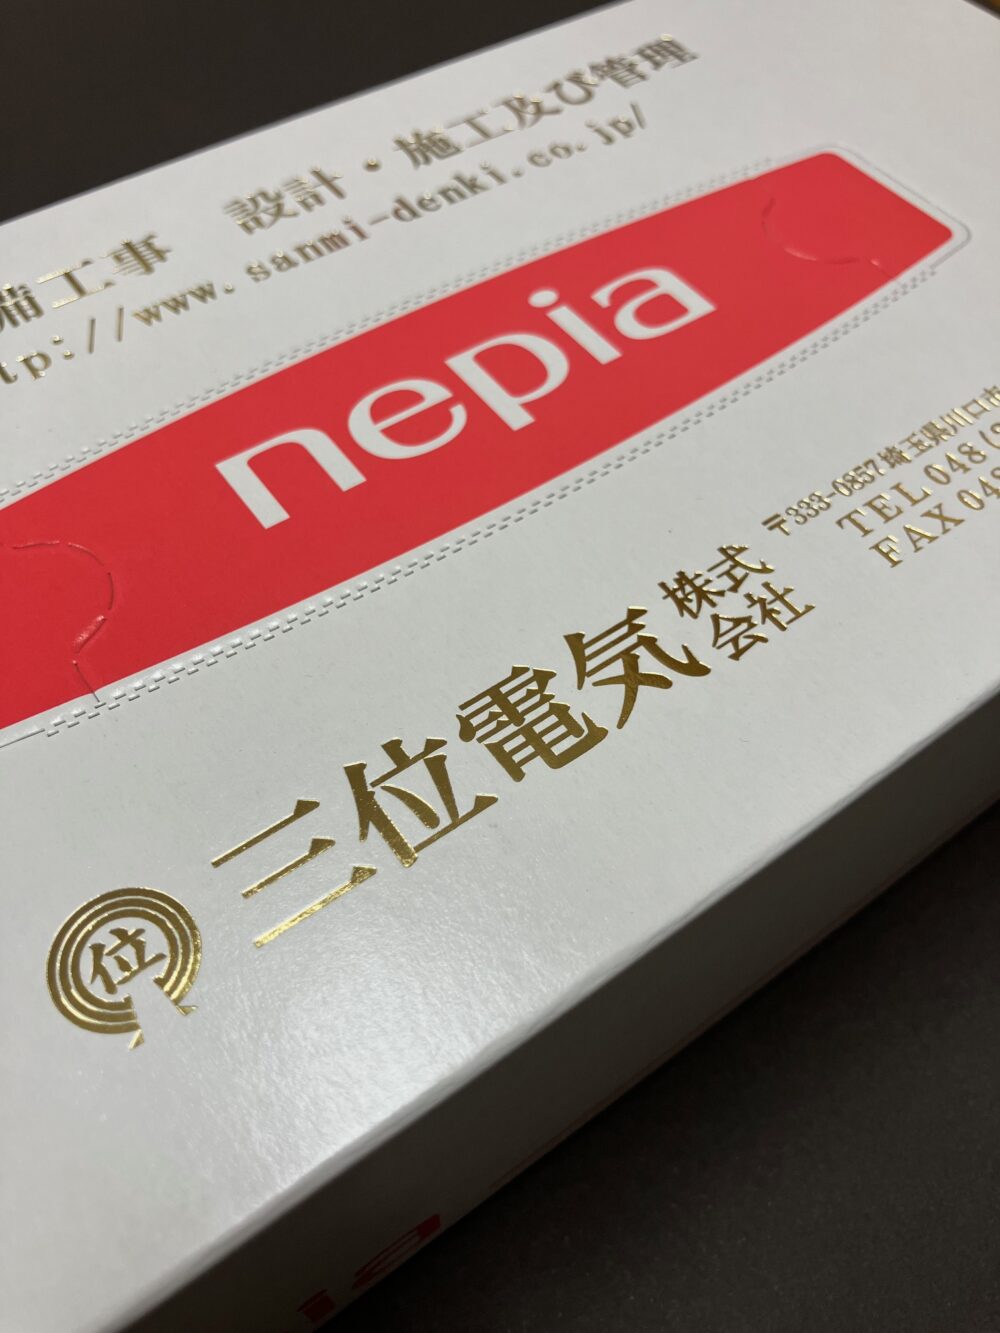 備工事 設計・施工及び管理
tp://www.sanmi-denki.co.jp/
nepia
〒333-0857 埼玉県川口市
TEL 048
FAX 048
三位電気 株式会社
位